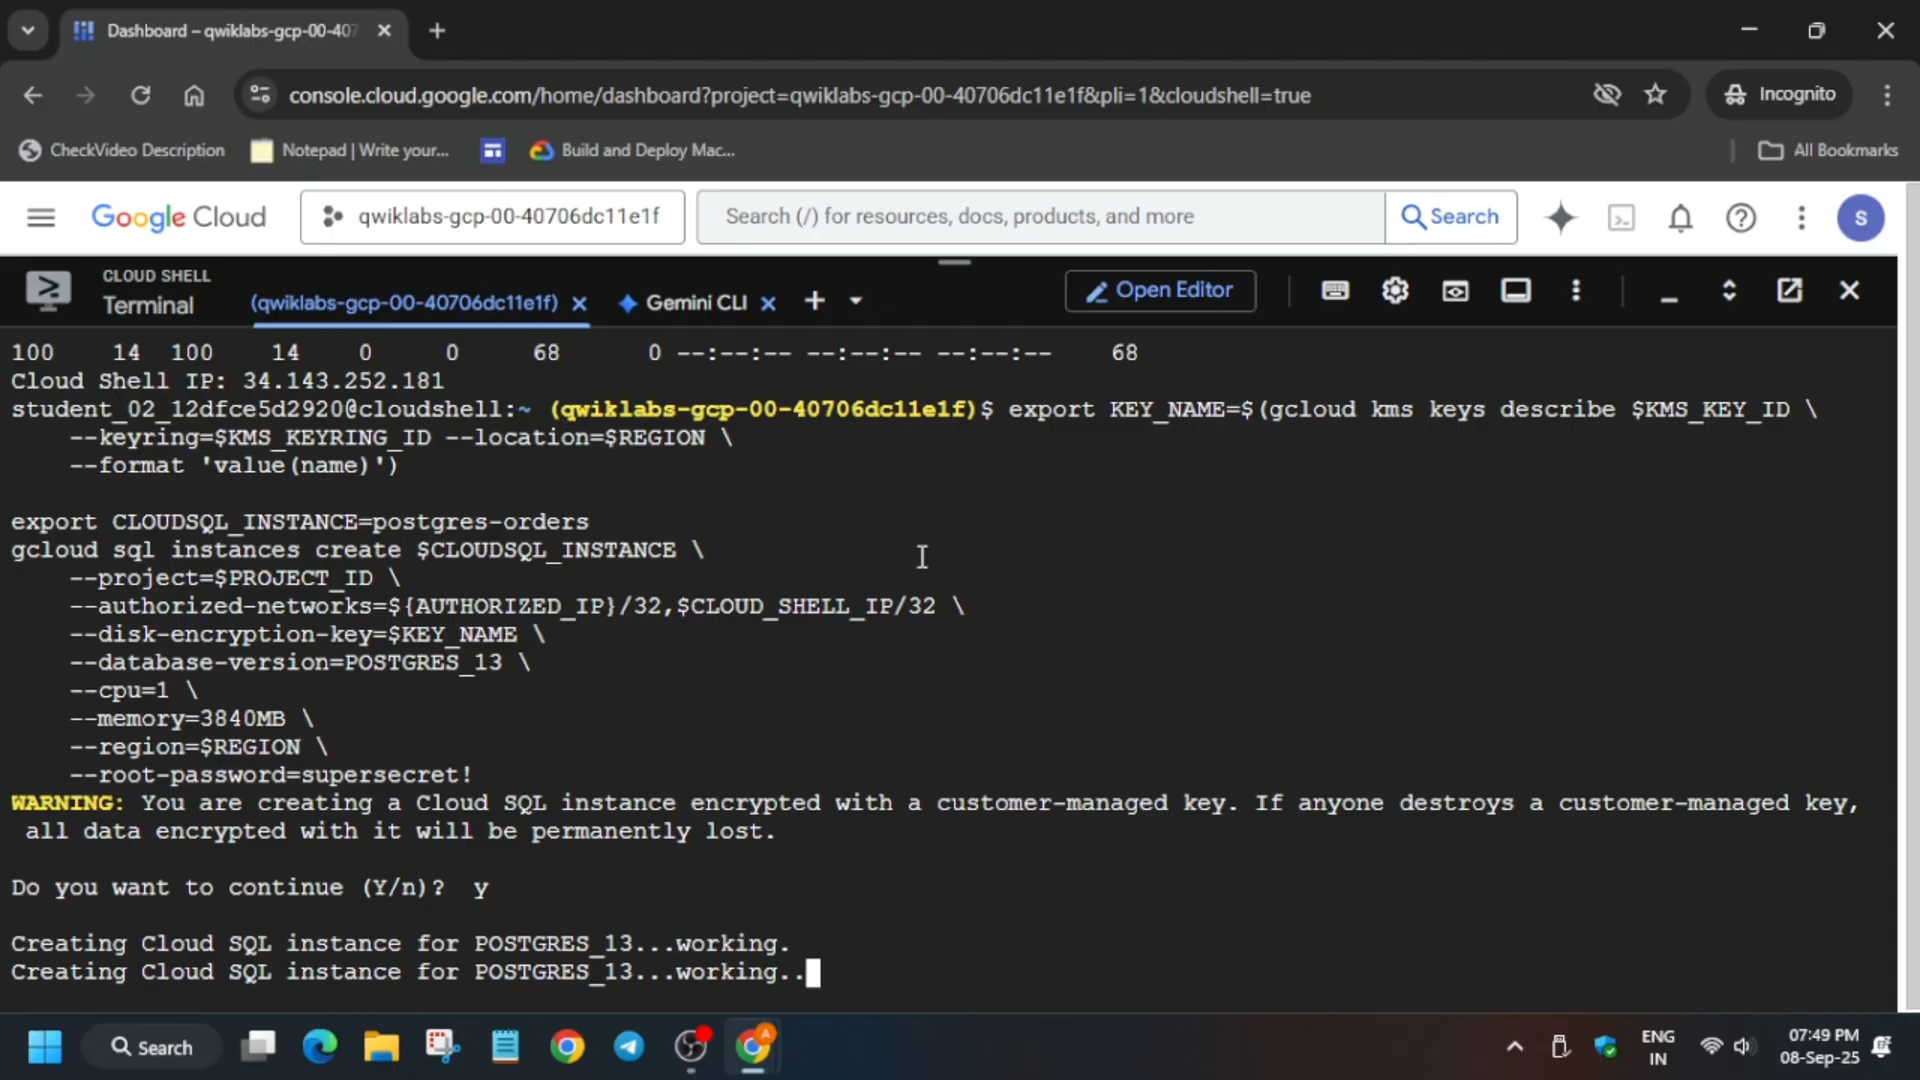 Dashboard – qwiklabs-gcp-00-407
console.cloud.google.com/home/dashboard?project=qwiklabs-gcp-00-40706dc11e1f&pli=1&cloudshell=true
Incognito
CheckVideo Description
Notepad | Write your...
Build and Deploy Mac...
All Bookmarks
Google Cloud
qwiklabs-gcp-00-40706dc11e1f
Search (/) for resources, docs, products, and more
Search
S
CLOUD SHELL
Terminal
(qwiklabs-gcp-00-40706dc11e1f)
Gemini CLI
Open Editor
100    14  100    14    0     0     68      0 --:--:-- --:--:-- --:--:--    68
Cloud Shell IP: 34.143.252.181
student_02_12dfce5d2920@cloudshell:~ (qwiklabs-gcp-00-40706dc11e1f)$ export KEY_NAME=$(gcloud kms keys describe $KMS_KEY_ID \
    --keyring=$KMS_KEYRING_ID --location=$REGION \
    --format 'value(name)')
export CLOUDSQL_INSTANCE=postgres-orders
gcloud sql instances create $CLOUDSQL_INSTANCE \
    --project=$PROJECT_ID \
    --authorized-networks=${AUTHORIZED_IP}/32,$CLOUD_SHELL_IP/32 \
    --disk-encryption-key=$KEY_NAME \
    --database-version=POSTGRES_13 \
    --cpu=1 \
    --memory=3840MB \
    --region=$REGION \
    --root-password=supersecret!
WARNING: You are creating a Cloud SQL instance encrypted with a customer-managed key. If anyone destroys a customer-managed key,
 all data encrypted with it will be permanently lost.
Do you want to continue (Y/n)?  y
Creating Cloud SQL instance for POSTGRES_13...working.
Creating Cloud SQL instance for POSTGRES_13...working..
Search
A
ENG
IN
07:49 PM
08-Sep-25